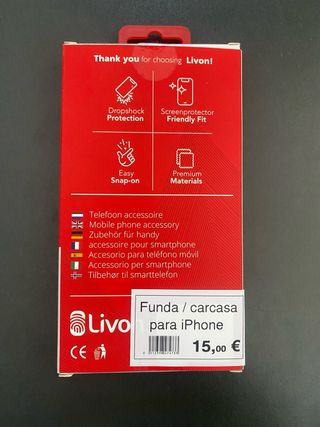 Thank you for choosing Livon!
Dropshock
Protection
Screenprotector
Friendly Fit
Easy
Snap-on
Premium
Materials
Telefoon accessoire
Mobile phone accessory
Zubehör für handy
accessoire pour smartphone
Accesorio para teléfono móvil
Accessorio per smartphone
Tilbehør til smarttelefon
Livon
Funda / carcasa
para iPhone
15,00 €
CE